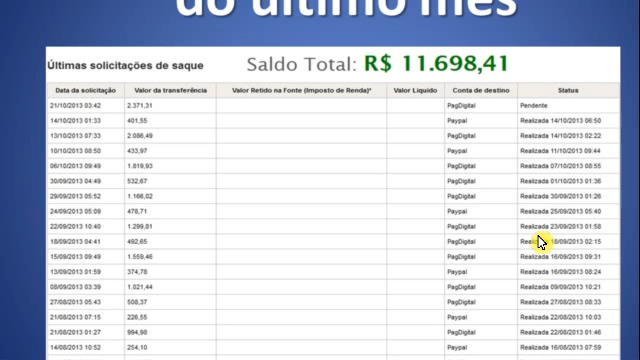 do último mês
Últimas solicitações de saque
Saldo Total: R$ 11.698,41
Data da solicitação Valor da transferência Valor Retido na Fonte (Imposto de Renda)* Valor Líquido Conta de destino Status
21/10/2013 03:42 2.371,31 PagDigital Pendente
14/10/2013 01:33 401,55 Paypal Realizada 14/10/2013 06:50
13/10/2013 07:33 2.086,49 PagDigital Realizada 14/10/2013 02:22
10/10/2013 08:50 433,97 Paypal Realizada 11/10/2013 09:44
06/10/2013 09:49 1.819,93 PagDigital Realizada 07/10/2013 08:55
30/09/2013 04:49 532,67 PagDigital Realizada 01/10/2013 01:36
29/09/2013 05:52 1.166,02 PagDigital Realizada 30/09/2013 01:26
24/09/2013 05:09 478,71 Paypal Realizada 25/09/2013 05:40
22/09/2013 10:40 1.299,81 PagDigital Realizada 23/09/2013 01:58
18/09/2013 04:41 492,65 PagDigital 18/09/2013 02:15
15/09/2013 09:49 1.559,46 PagDigital Realizada 16/09/2013 09:31
13/09/2013 01:59 374,78 Paypal Realizada 16/09/2013 08:24
08/09/2013 03:39 1.021,44 PagDigital Realizada 09/09/2013 10:21
27/08/2013 05:43 508,37 PagDigital Realizada 27/08/2013 08:33
21/08/2013 07:15 226,55 Paypal Realizada 22/08/2013 10:03
21/08/2013 01:27 994,98 PagDigital Realizada 22/08/2013 01:46
14/08/2013 10:52 254,10 Paypal Realizada 16/08/2013 07:59